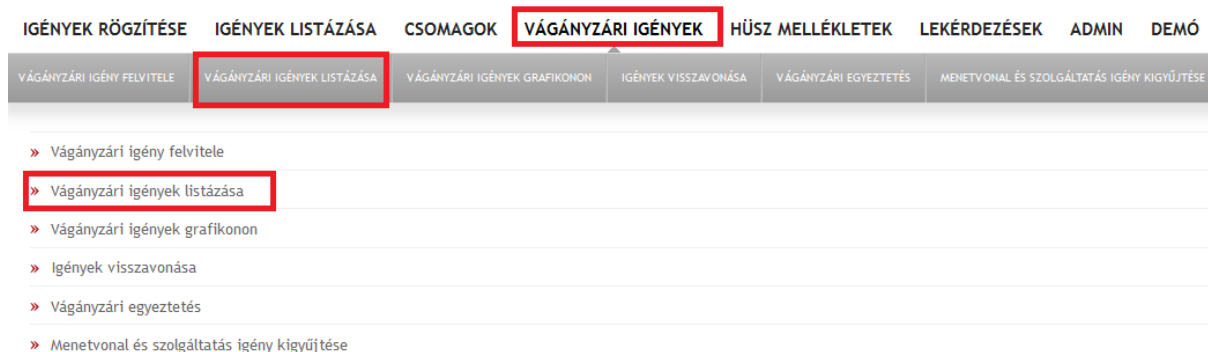 IGÉNYEK RÖGZÍTÉSE IGÉNYEK LISTÁZÁSA CSOMAGOK VÁGÁNYZÁRI IGÉNYEK HÜSZ MELLÉKLETEK LEKÉRDEZÉSEK ADMIN DEMÓ
VÁGÁNYZÁRI IGÉNY FELVITELE VÁGÁNYZÁRI IGÉNYEK LISTÁZÁSA VÁGÁNYZÁRI IGÉNYEK GRAFIKONON IGÉNYEK VISSZAVONÁSA VÁGÁNYZÁRI EGYEZTETÉS MENETVONAL ÉS SZOLGÁLTATÁS IGÉNY KIGYŰJTÉSE
» Vágányzári igény felvitele
» Vágányzári igények listázása
» Vágányzári igények grafikonon
» Igények visszavonása
» Vágányzári egyeztetés
» Menetvonal és szolgáltatás igény kigyűjtése